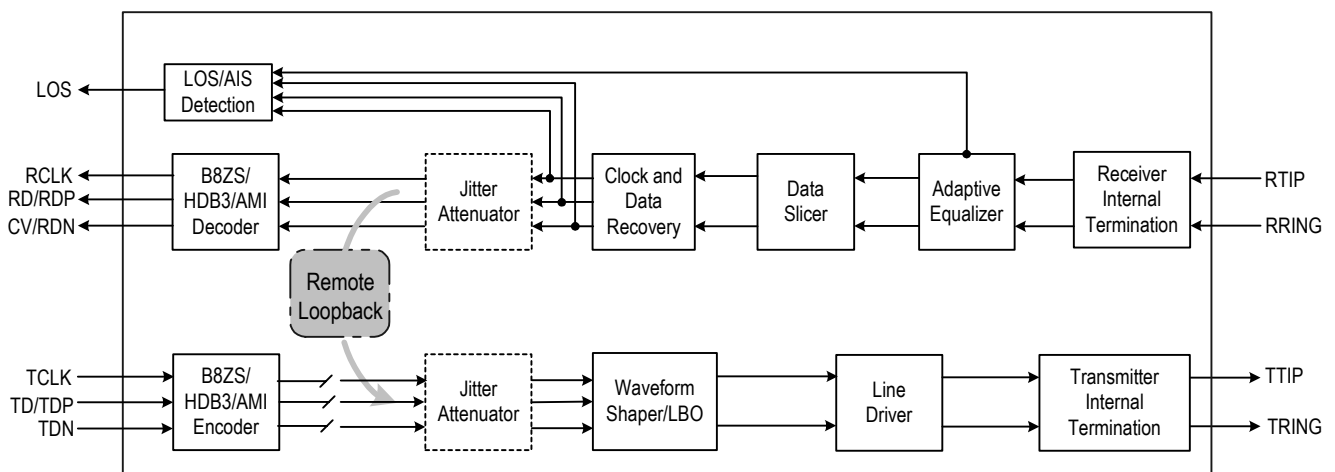 LOS
LOS/AIS
Detection
RCLK
RD/RDP
CV/RDN
B8ZS/
HDB3/AMI
Decoder
Jitter
Attenuator
Clock and
Data
Recovery
Data
Slicer
Adaptive
Equalizer
Receiver
Internal
Termination
RTIP
RRING
Remote
Loopback
TCLK
TD/TDP
TDN
B8ZS/
HDB3/AMI
Encoder
Jitter
Attenuator
Waveform
Shaper/LBO
Line
Driver
Transmitter
Internal
Termination
TTIP
TRING